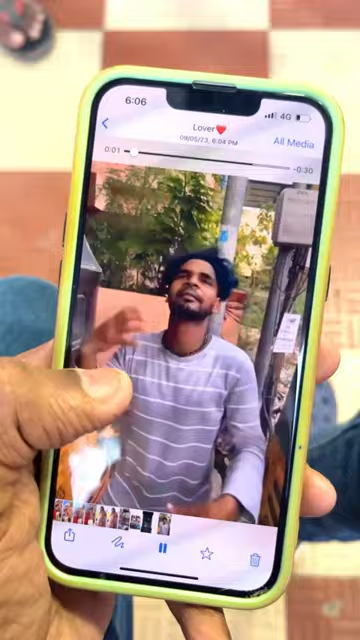 6:06
4G
Lover❤️
09/05/23, 6:04 PM
All Media
0:01
-0:30